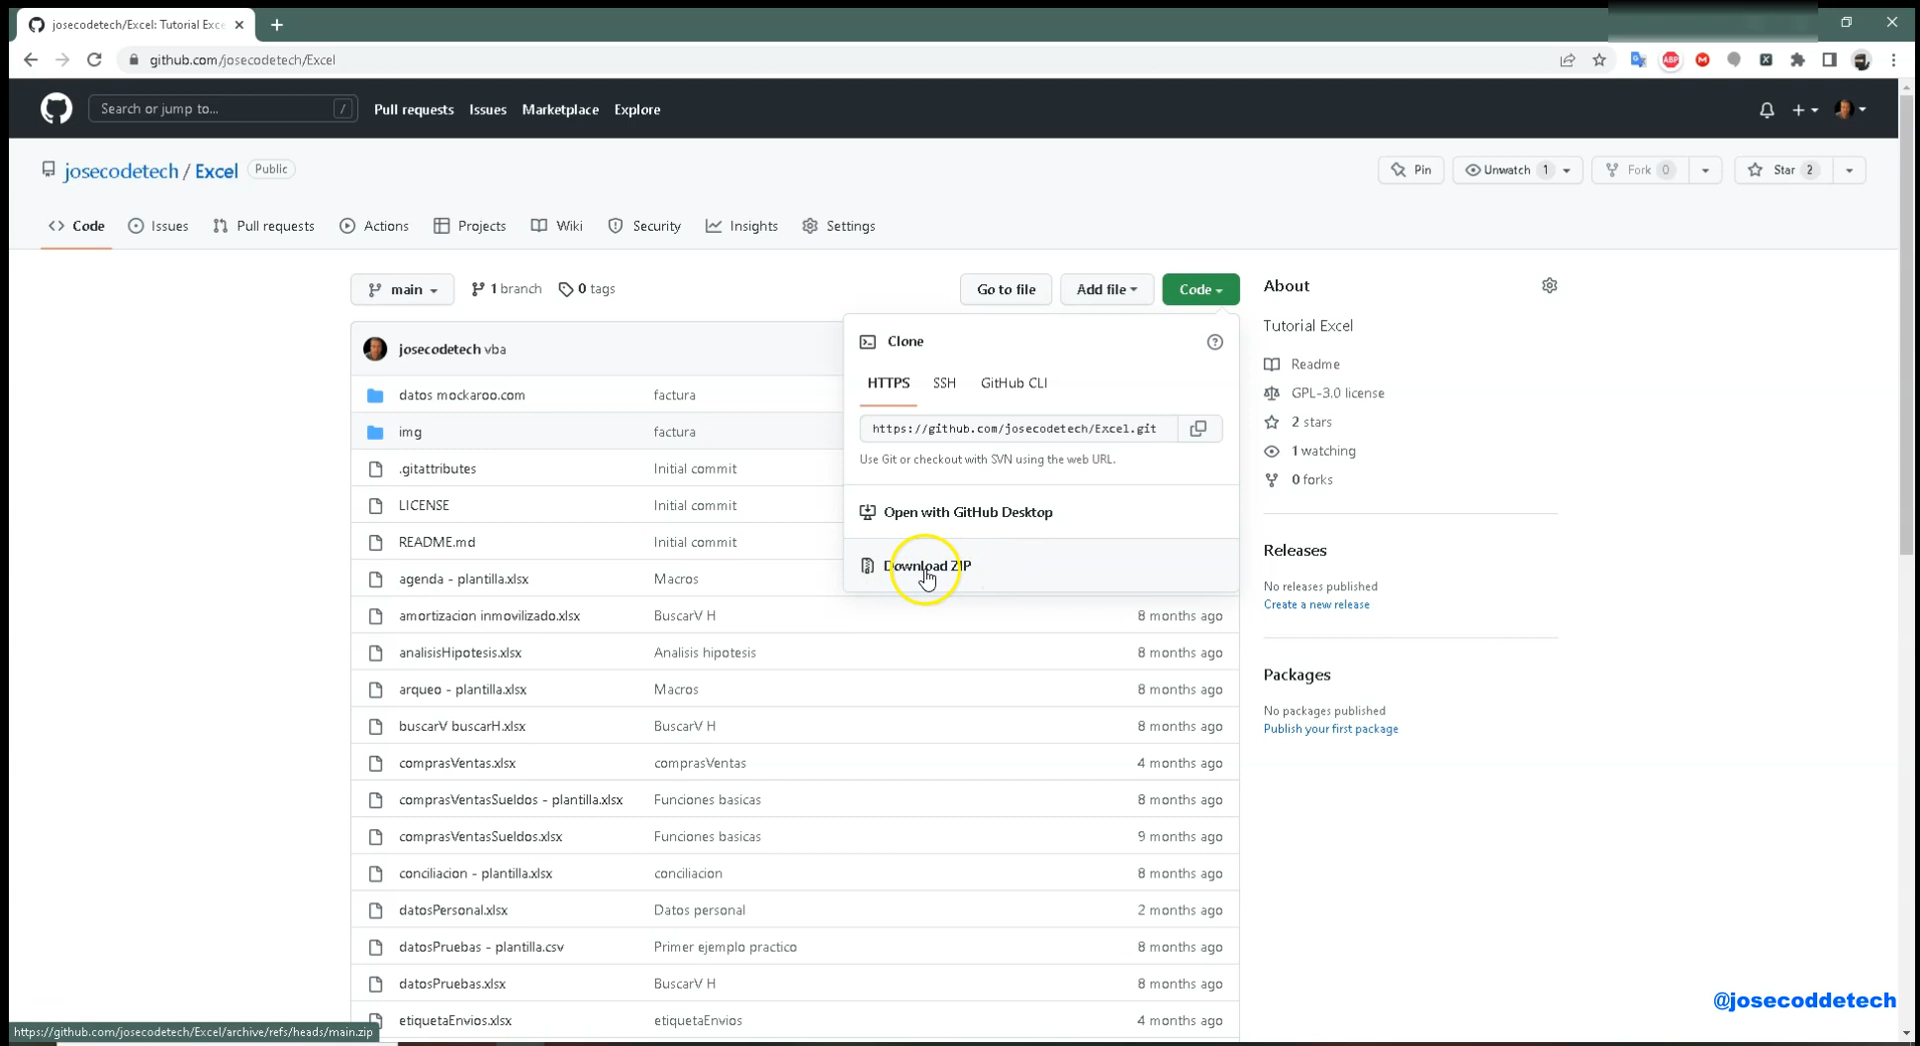 josecodetech/Excel: Tutorial Exce
github.com/josecodetech/Excel
ABP
Search or jump to... /
Pull requests Issues Marketplace Explore
josecodetech / Excel Public
Pin Unwatch 1 Fork 0 Star 2
Code Issues Pull requests Actions Projects Wiki Security Insights Settings
main 1 branch 0 tags Go to file Add file Code
josecodetech vba
datos mockaroo.com factura
img factura
.gitattributes Initial commit
LICENSE Initial commit
README.md Initial commit
agenda - plantilla.xlsx Macros
amortizacion inmovilizado.xlsx BuscarV H 8 months ago
analisisHipotesis.xlsx Analisis hipotesis 8 months ago
arqueo - plantilla.xlsx Macros 8 months ago
buscarV buscarH.xlsx BuscarV H 8 months ago
comprasVentas.xlsx comprasVentas 4 months ago
comprasVentasSueldos - plantilla.xlsx Funciones basicas 8 months ago
comprasVentasSueldos.xlsx Funciones basicas 9 months ago
conciliacion - plantilla.xlsx conciliacion 8 months ago
datosPersonal.xlsx Datos personal 2 months ago
datosPruebas - plantilla.csv Primer ejemplo practico 8 months ago
datosPruebas.xlsx BuscarV H 8 months ago
etiquetaEnvios.xlsx etiquetaEnvios 4 months ago
Clone
HTTPS SSH GitHub CLI
https://github.com/josecodetech/Excel.git
Use Git or checkout with SVN using the web URL.
Open with GitHub Desktop
Download ZIP
About
Tutorial Excel
Readme
GPL-3.0 license
2 stars
1 watching
0 forks
Releases
No releases published
Create a new release
Packages
No packages published
Publish your first package
@josecoddetech
https://github.com/josecodetech/Excel/archive/refs/heads/main.zip